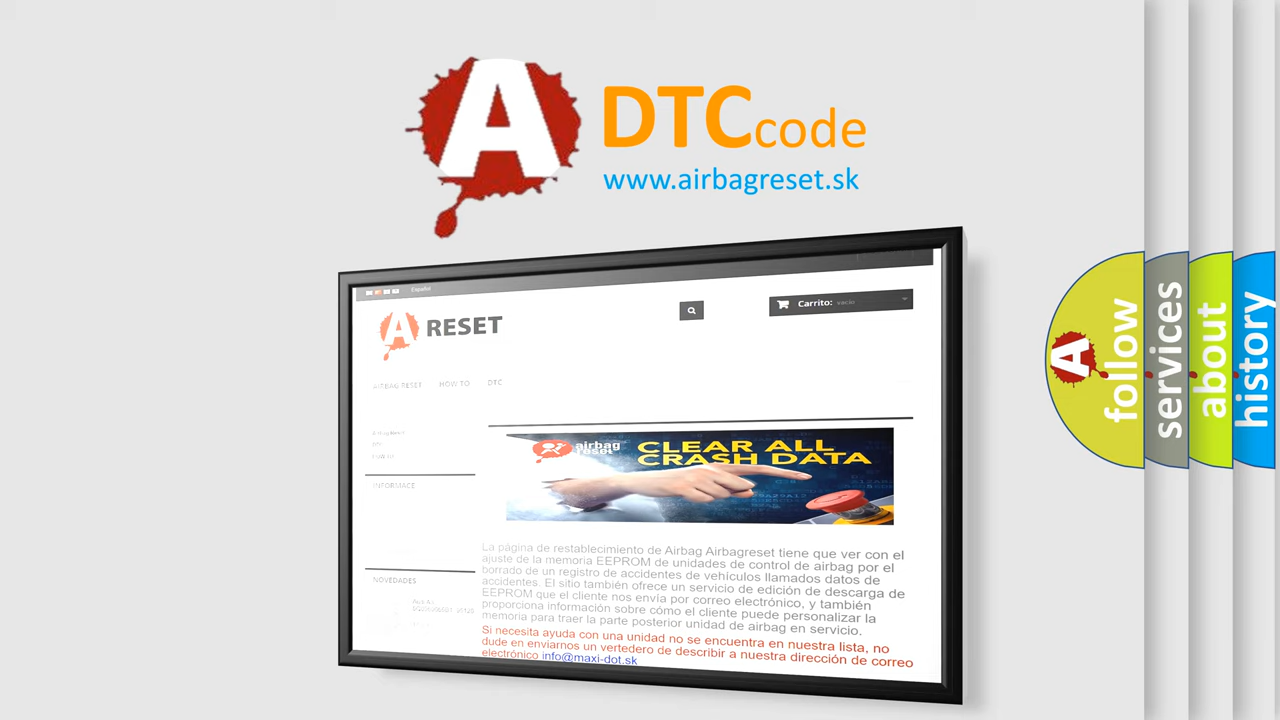 A DTC code
www.airbagreset.sk
Español
Carrito: vacío
A RESET
AIRBAG RESET HOW TO DTC
airbag
reset
CLEAR ALL
CRASH DATA
INFORMACE
La página de restablecimiento de Airbag Airbagreset tiene que ver con el
ajuste de la memoria EEPROM de unidades de control de airbag por el
borrado de un registro de accidentes de vehículos llamados datos de
accidentes. El sitio también ofrece un servicio de edición de descarga de
EEPROM que el cliente nos envía por correo electrónico, y también
proporciona información sobre cómo el cliente puede personalizar la
memoria para traer la parte posterior unidad de airbag en servicio.
Si necesita ayuda con una unidad no se encuentra en nuestra lista, no
dude en enviarnos un vertedero de describir a nuestra dirección de correo
electrónico info@maxi-dot.sk
NOVEDADES
A
follow
services
about
history